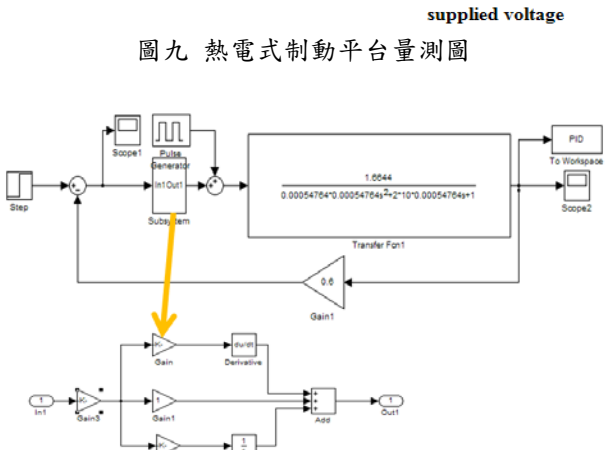 supplied voltage
圖九 熱電式制動平台量測圖
Step
Scope1
Pulse
Generator
In1 Out1
Subsystem
1.6644
0.00054764*0.00054764s²+2*10*0.00054764s+1
Transfer Fcn1
PID
To Workspace
Scope2
0.6
Gain1
1
In1
-K-
Gain3
-K-
Gain
du/dt
Derivative
1
Gain1
-K-
1
Add
1
Out1